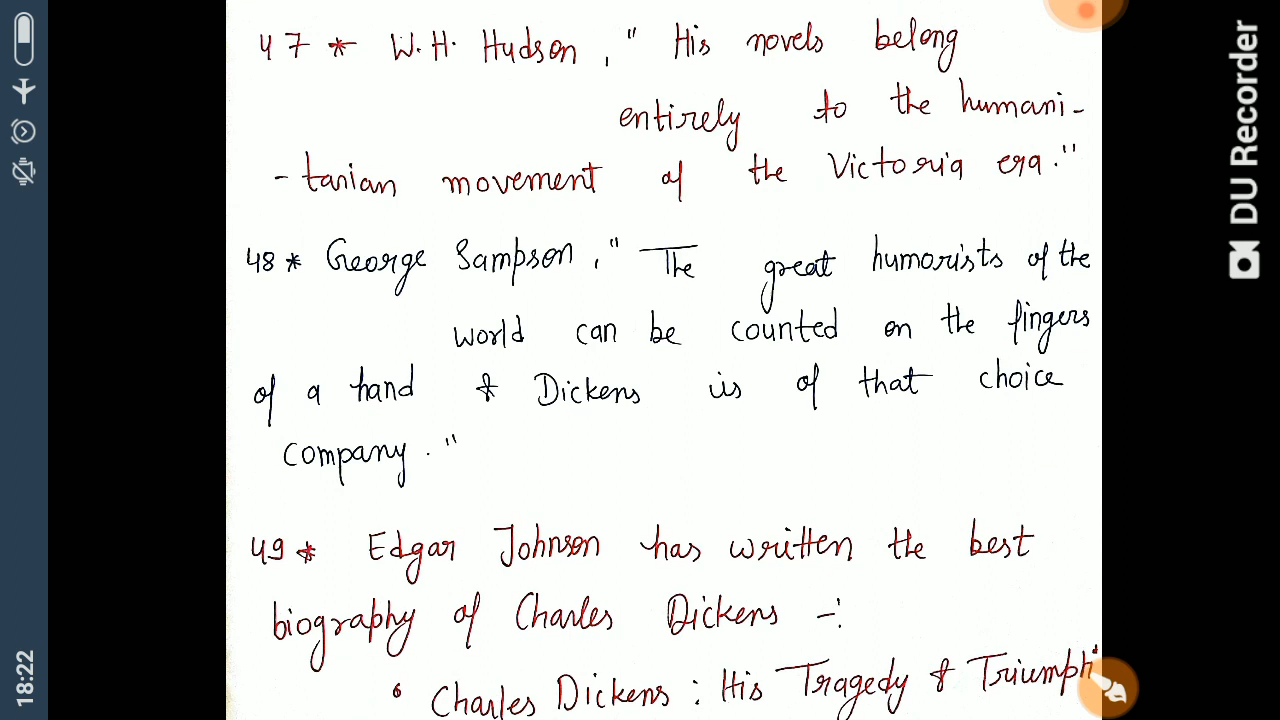 47 * W.H. Hudson, " His novels belong
entirely to the humani-
- tarian movement of the Victoria era."
48 * George Sampson, " The great humorists of the
world can be counted on the fingers
of a hand & Dickens is of that choice
company. "
49 * Edgar Johnson has written the best
biography of Charles Dickens -:
' Charles Dickens : His Tragedy & Triumph'
DU Recorder
18:22